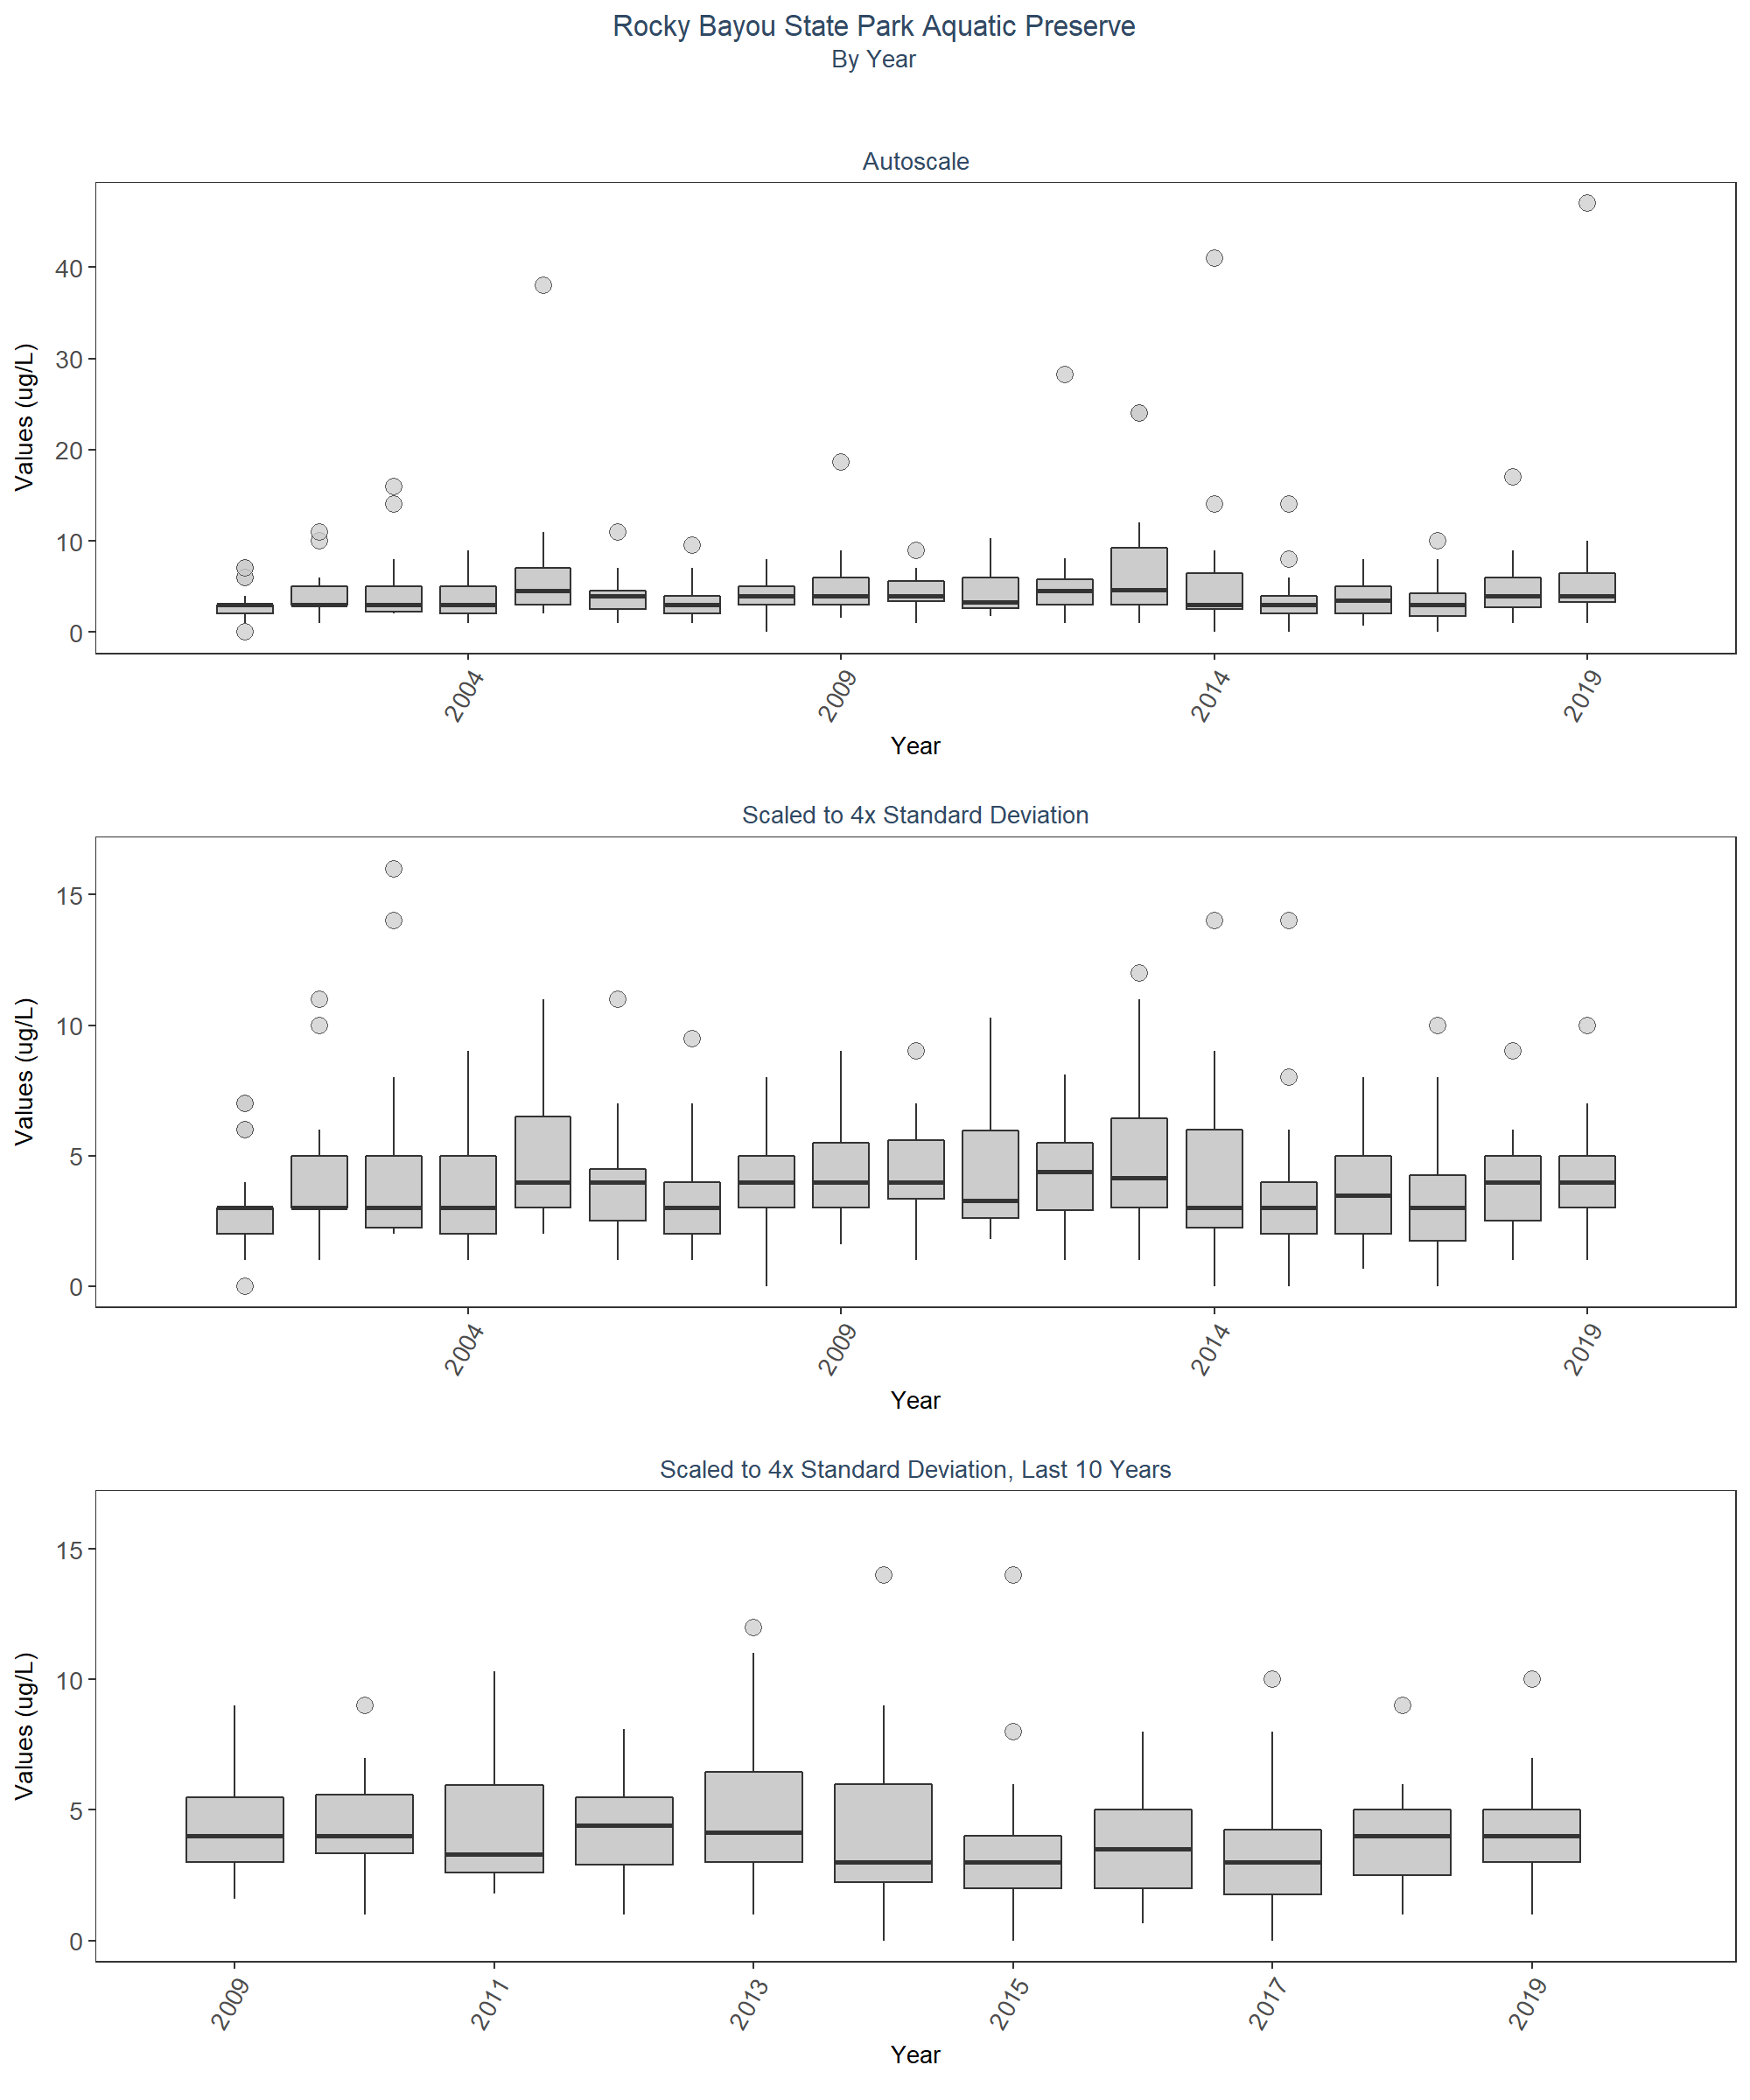 Rocky Bayou State Park Aquatic Preserve
By Year
Autoscale
Values (ug/L)
40
30
20
10
0
2004
2009
2014
2019
Year
Scaled to 4x Standard Deviation
Values (ug/L)
15
10
5
0
2004
2009
2014
2019
Year
Scaled to 4x Standard Deviation, Last 10 Years
Values (ug/L)
15
10
5
0
2009
2011
2013
2015
2017
2019
Year